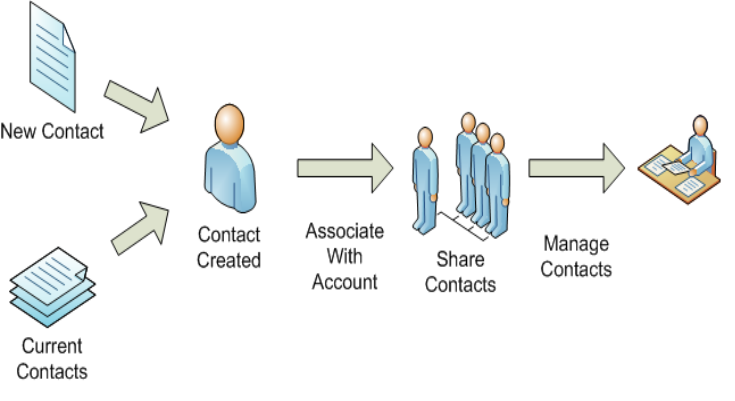 New Contact
Current
Contacts
Contact
Created
Associate
With
Account
Share
Contacts
Manage
Contacts